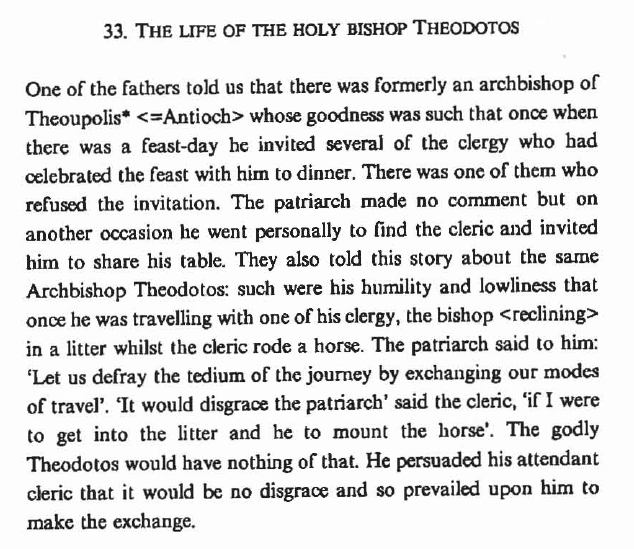 33. THE LIFE OF THE HOLY BISHOP THEODOTOS
One of the fathers told us that there was formerly an archbishop of
Theoupolis* <=Antioch> whose goodness was such that once when
there was a feast-day he invited several of the clergy who had
celebrated the feast with him to dinner. There was one of them who
refused the invitation. The patriarch made no comment but on
another occasion he went personally to find the cleric and invited
him to share his table. They also told this story about the same
Archbishop Theodotos: such were his humility and lowliness that
once he was travelling with one of his clergy, the bishop <reclining>
in a litter whilst the cleric rode a horse. The patriarch said to him:
‘Let us defray the tedium of the journey by exchanging our modes
of travel’. ‘It would disgrace the patriarch’ said the cleric, ‘if I were
to get into the litter and he to mount the horse’. The godly
Theodotos would have nothing of that. He persuaded his attendant
cleric that it would be no disgrace and so prevailed upon him to
make the exchange.